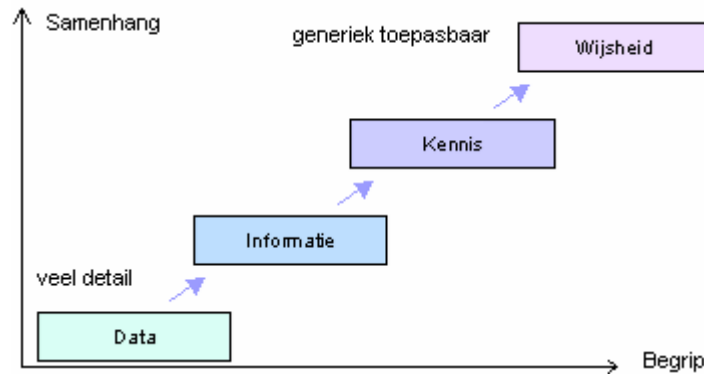 Samenhang
generiek toepasbaar
Wijsheid
Kennis
Informatie
veel detail
Data
Begrip